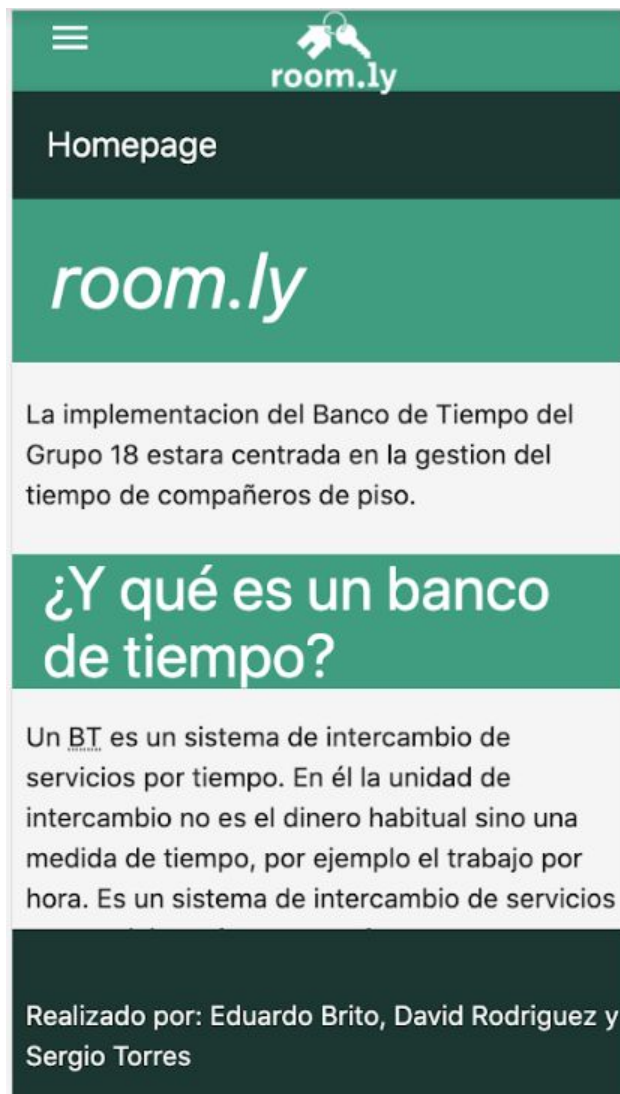 room.ly
Homepage
room.ly
La implementacion del Banco de Tiempo del
Grupo 18 estara centrada en la gestion del
tiempo de compañeros de piso.
¿Y qué es un banco
de tiempo?
Un BT es un sistema de intercambio de
servicios por tiempo. En él la unidad de
intercambio no es el dinero habitual sino una
medida de tiempo, por ejemplo el trabajo por
hora. Es un sistema de intercambio de servicios
Realizado por: Eduardo Brito, David Rodriguez y
Sergio Torres